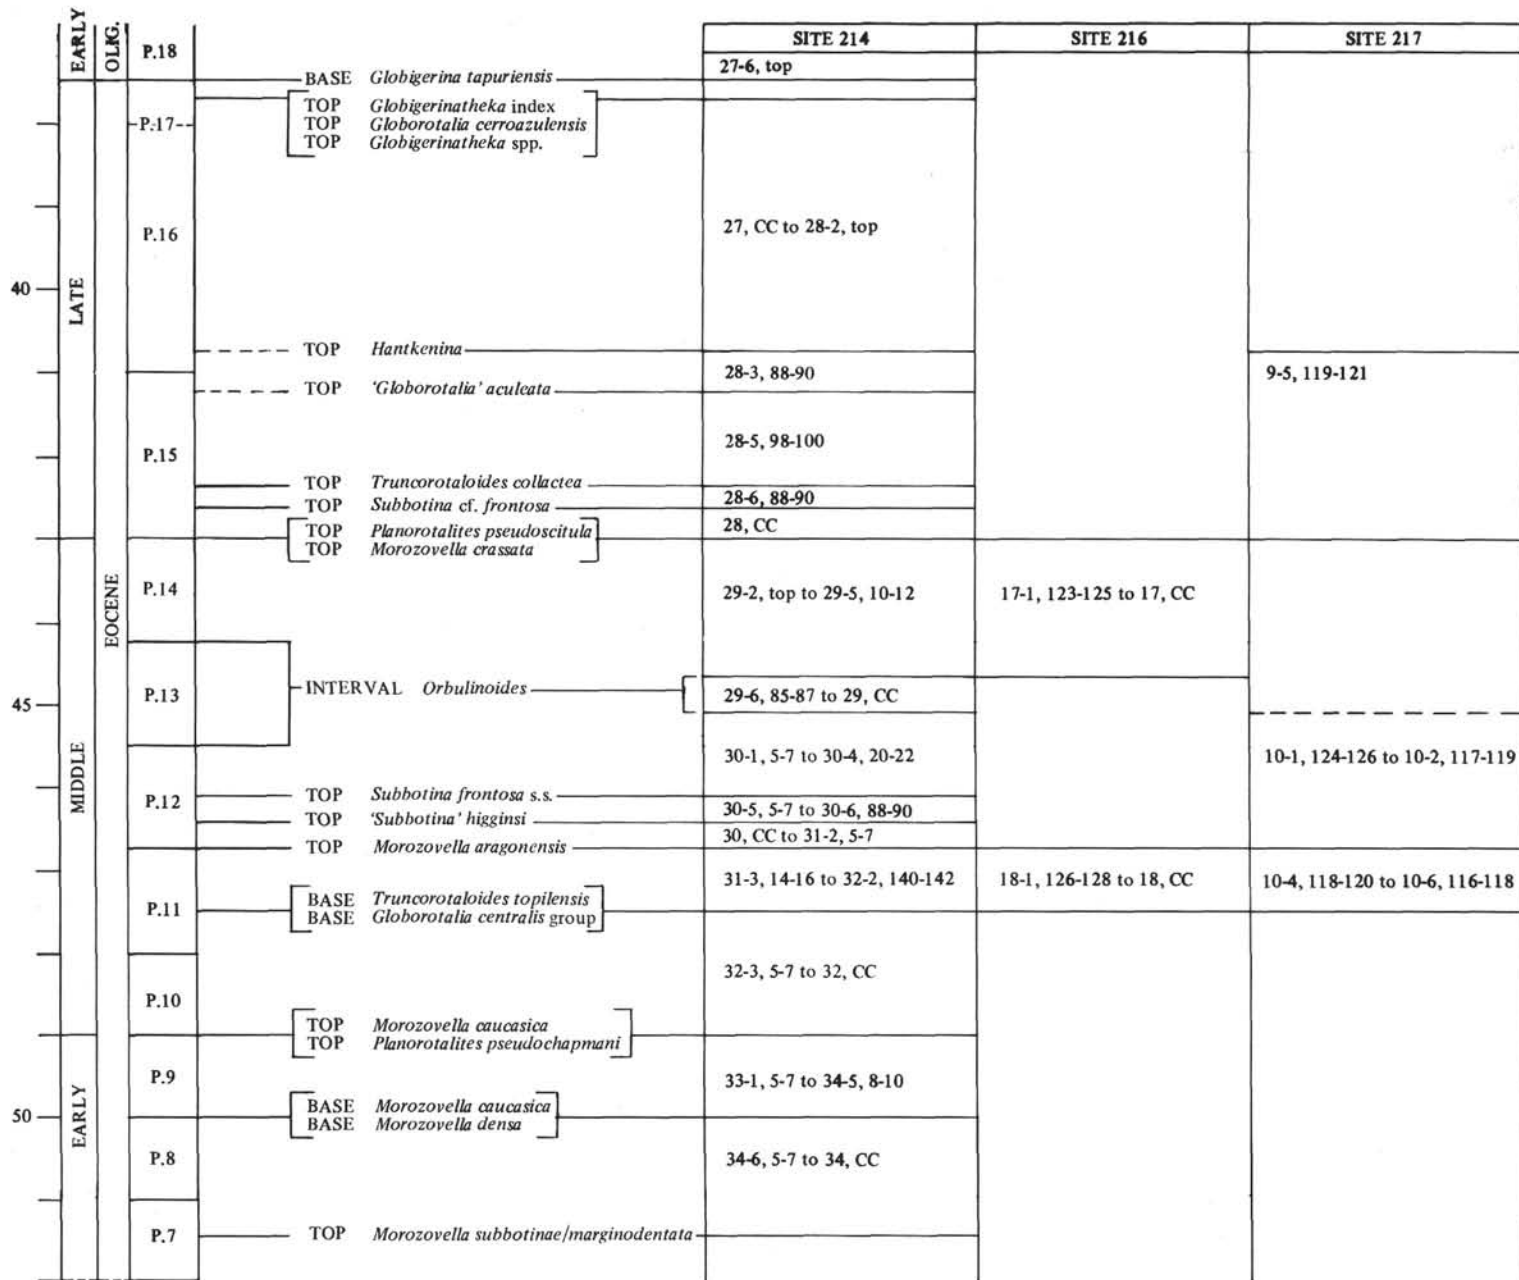 EARLY
OLIG.
P.18
SITE 214
SITE 216
SITE 217
BASE Globigerina tapuriensis
27-6, top
TOP Globigerinatheka index
P.17
TOP Globorotalia cerroazulensis
TOP Globigerinatheka spp.
P.16
27, CC to 28-2, top
40
LATE
TOP Hantkenina
28-3, 88-90
9-5, 119-121
TOP 'Globorotalia' aculeata
P.15
28-5, 98-100
TOP Truncorotaloides collactea
TOP Subbotina cf. frontosa
28-6, 88-90
TOP Planorotalites pseudoscitula
28, CC
TOP Morozovella crassata
EOCENE
P.14
29-2, top to 29-5, 10-12
17-1, 123-125 to 17, CC
P.13
INTERVAL Orbulinoides
29-6, 85-87 to 29, CC
45
30-1, 5-7 to 30-4, 20-22
10-1, 124-126 to 10-2, 117-119
MIDDLE
P.12
TOP Subbotina frontosa s.s.
30-5, 5-7 to 30-6, 88-90
TOP 'Subbotina' higginsi
30, CC to 31-2, 5-7
TOP Morozovella aragonensis
31-3, 14-16 to 32-2, 140-142
18-1, 126-128 to 18, CC
10-4, 118-120 to 10-6, 116-118
BASE Truncorotaloides topilensis
P.11
BASE Globorotalia centralis group
32-3, 5-7 to 32, CC
P.10
TOP Morozovella caucasica
TOP Planorotalites pseudochapmani
P.9
33-1, 5-7 to 34-5, 8-10
EARLY
50
BASE Morozovella caucasica
BASE Morozovella densa
P.8
34-6, 5-7 to 34, CC
P.7
TOP Morozovella subbotinae/marginodentata